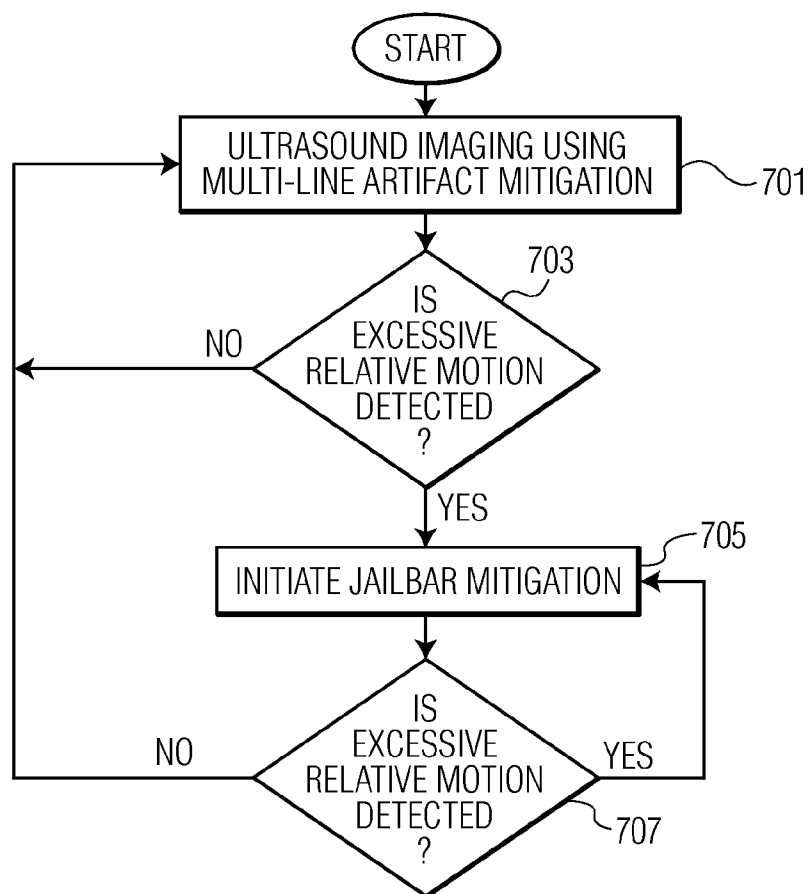 START
ULTRASOUND IMAGING USING
MULTI-LINE ARTIFACT MITIGATION
701
703
IS
EXCESSIVE
RELATIVE MOTION
DETECTED
?
NO
YES
705
INITIATE JAILBAR MITIGATION
IS
EXCESSIVE
RELATIVE MOTION
DETECTED
?
NO
YES
707